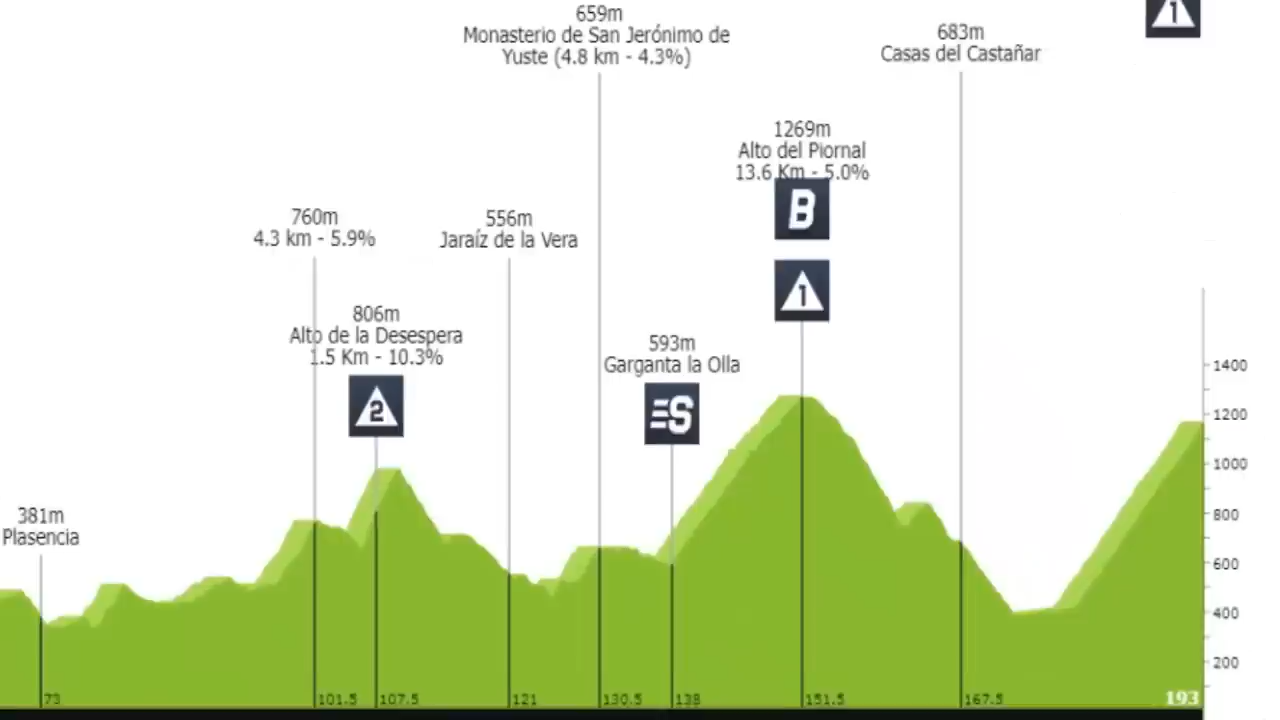 659m
Monasterio de San Jerónimo de
Yuste (4.8 km - 4.3%)
1
683m
Casas del Castañar
1269m
Alto del Piornal
13.6 Km - 5.0%
B
1
760m
4.3 km - 5.9%
556m
Jaraíz de la Vera
806m
Alto de la Desespera
1.5 Km - 10.3%
2
593m
Garganta la Olla
S
381m
Plasencia
1400
1200
1000
800
600
400
200
73
101.5
107.5
121
130.5
138
151.5
167.5
193